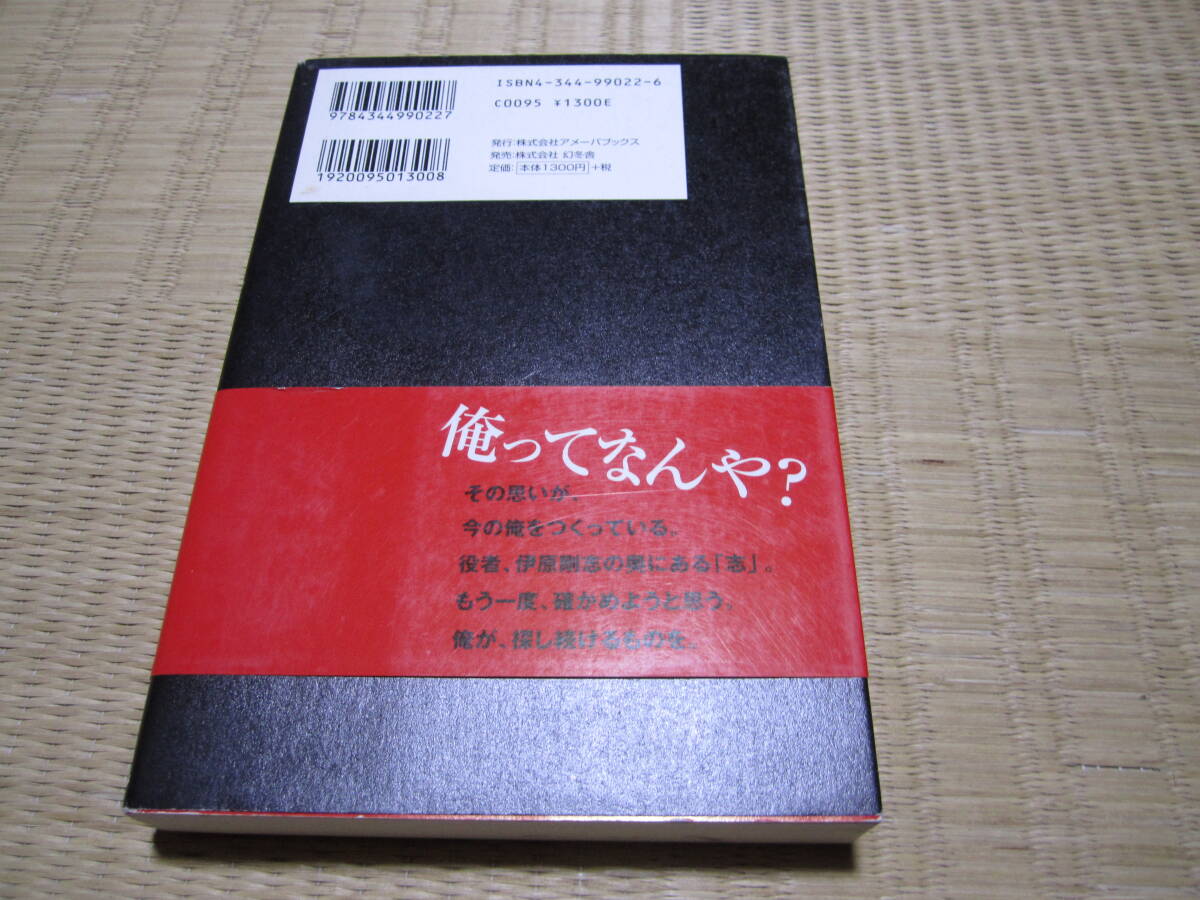 ISBN4-344-99022-6
C0095 ¥1300E
9784344990227
1920095013008
発行:株式会社アメーバブックス
発売:株式会社 幻冬舎
定価:本体1300円+税
俺ってなんや?
その思いが、
今の俺をつくっている。
役者、伊原剛志の奥にある「志」。
もう一度、確かめようと思う。
俺が、探し続けるものを。